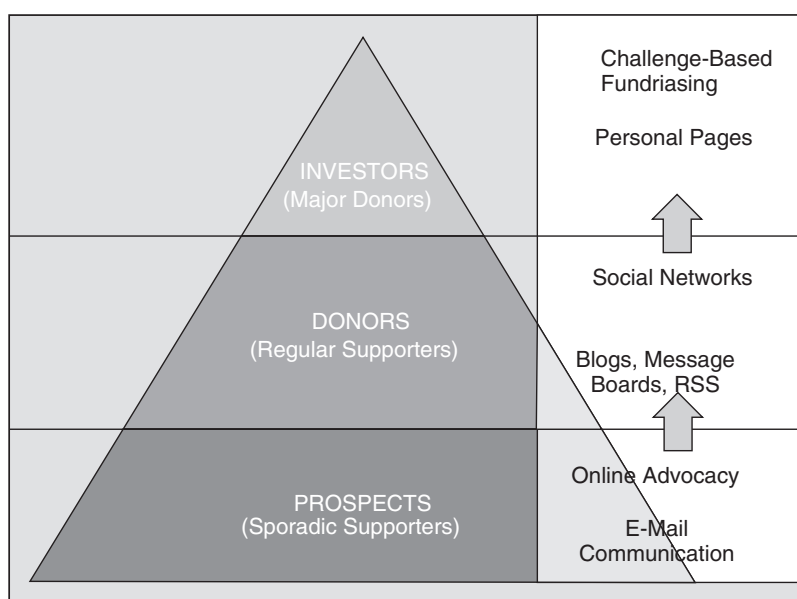 Challenge-Based
Fundriasing
Personal Pages
INVESTORS
(Major Donors)
Social Networks
DONORS
(Regular Supporters)
Blogs, Message
Boards, RSS
Online Advocacy
PROSPECTS
(Sporadic Supporters)
E-Mail
Communication